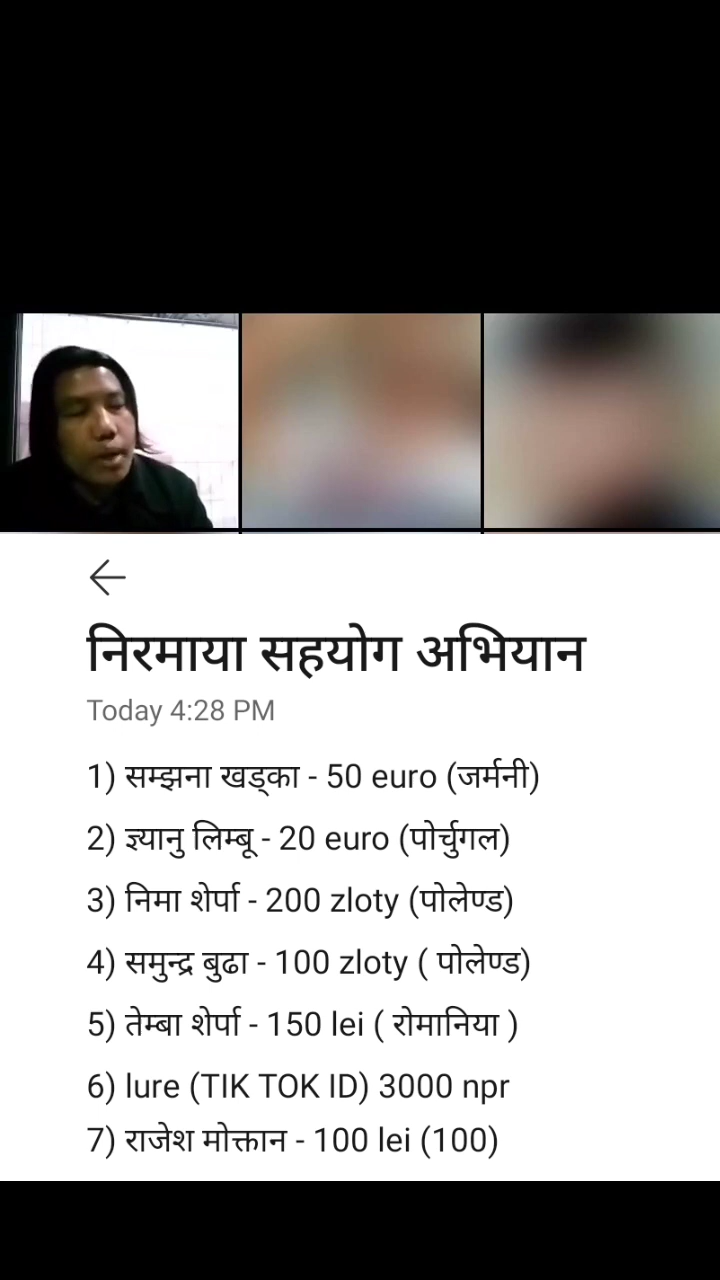 निरमाया सहयोग अभियान
Today 4:28 PM
1) सम्झना खड्का - 50 euro (जर्मनी)
2) ज्ञ्यानु लिम्बू - 20 euro (पोर्चुगल)
3) निमा शेर्पा - 200 zloty (पोलेण्ड)
4) समुन्द्र बुढा - 100 zloty ( पोलेण्ड)
5) तेम्बा शेर्पा - 150 lei ( रोमानिया )
6) lure (TIK TOK ID) 3000 npr
7) राजेश मोक्तान - 100 lei (100)